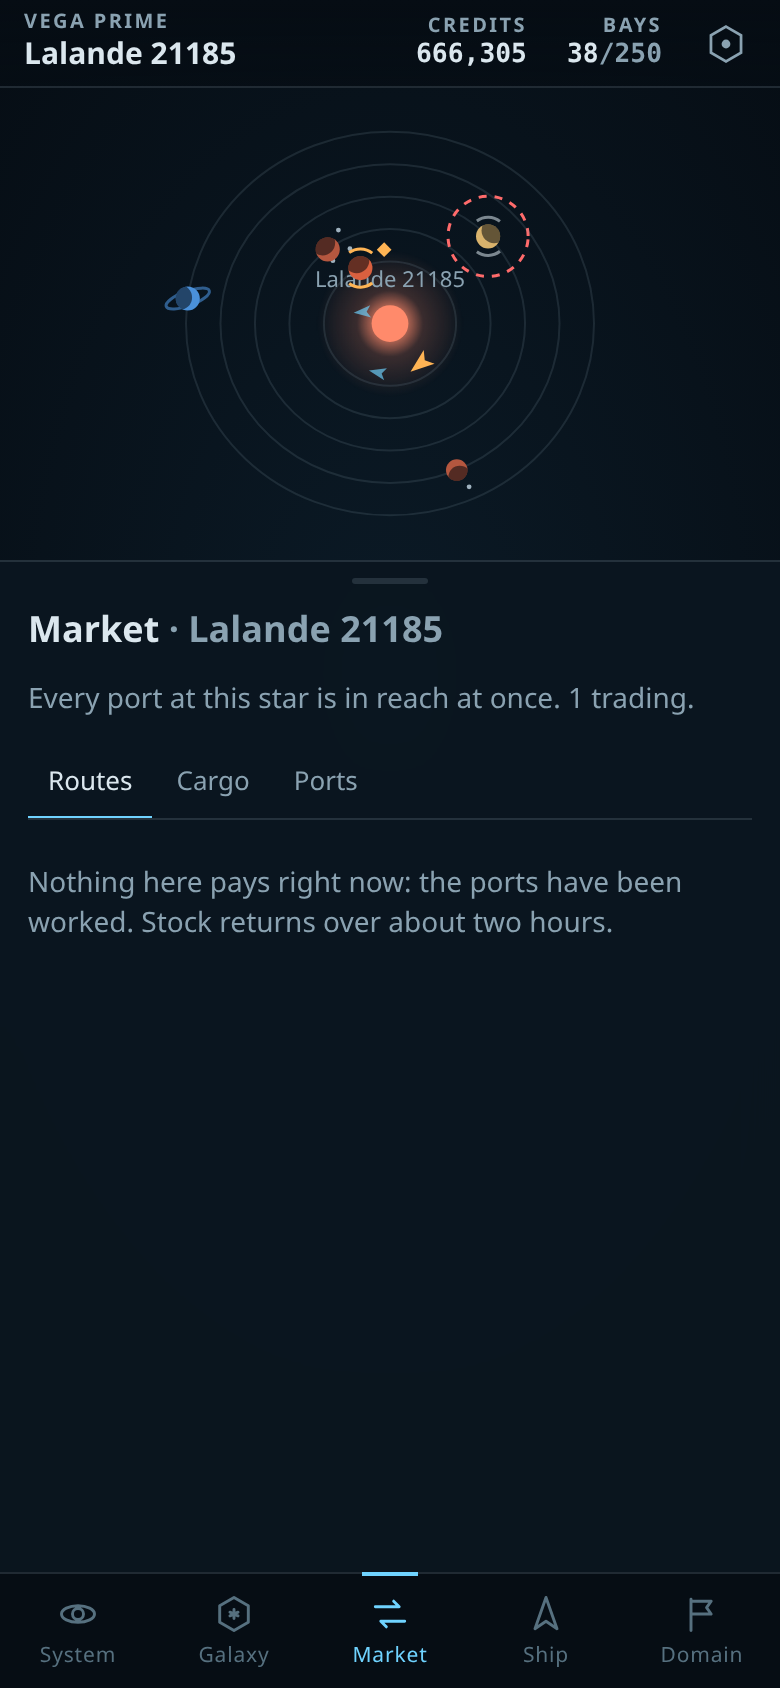 VEGA PRIME
Lalande 21185
CREDITS
666,305
BAYS
38/250
Lalande 21185
Market · Lalande 21185
Every port at this star is in reach at once. 1 trading.
Routes
Cargo
Ports
Nothing here pays right now: the ports have been
worked. Stock returns over about two hours.
System
Galaxy
Market
Ship
Domain